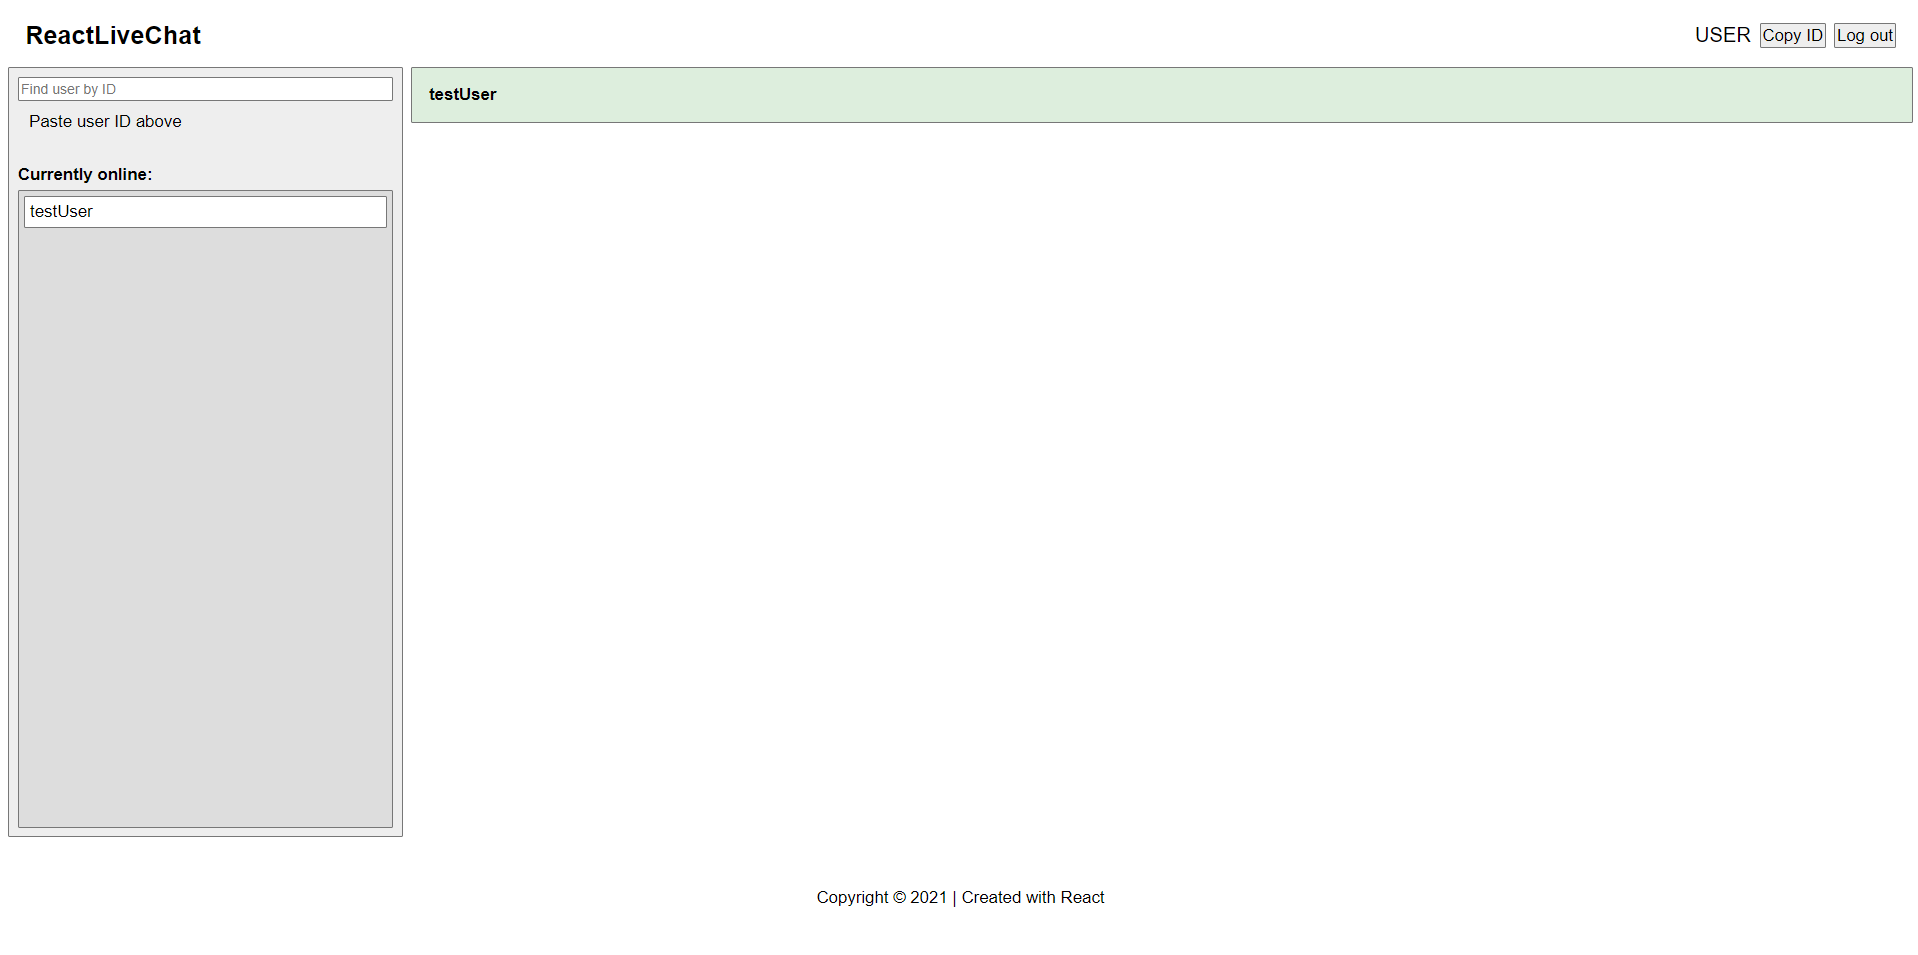 ReactLiveChat
USER Copy ID Log out
Find user by ID
Paste user ID above
Currently online:
testUser
testUser
Copyright © 2021 | Created with React